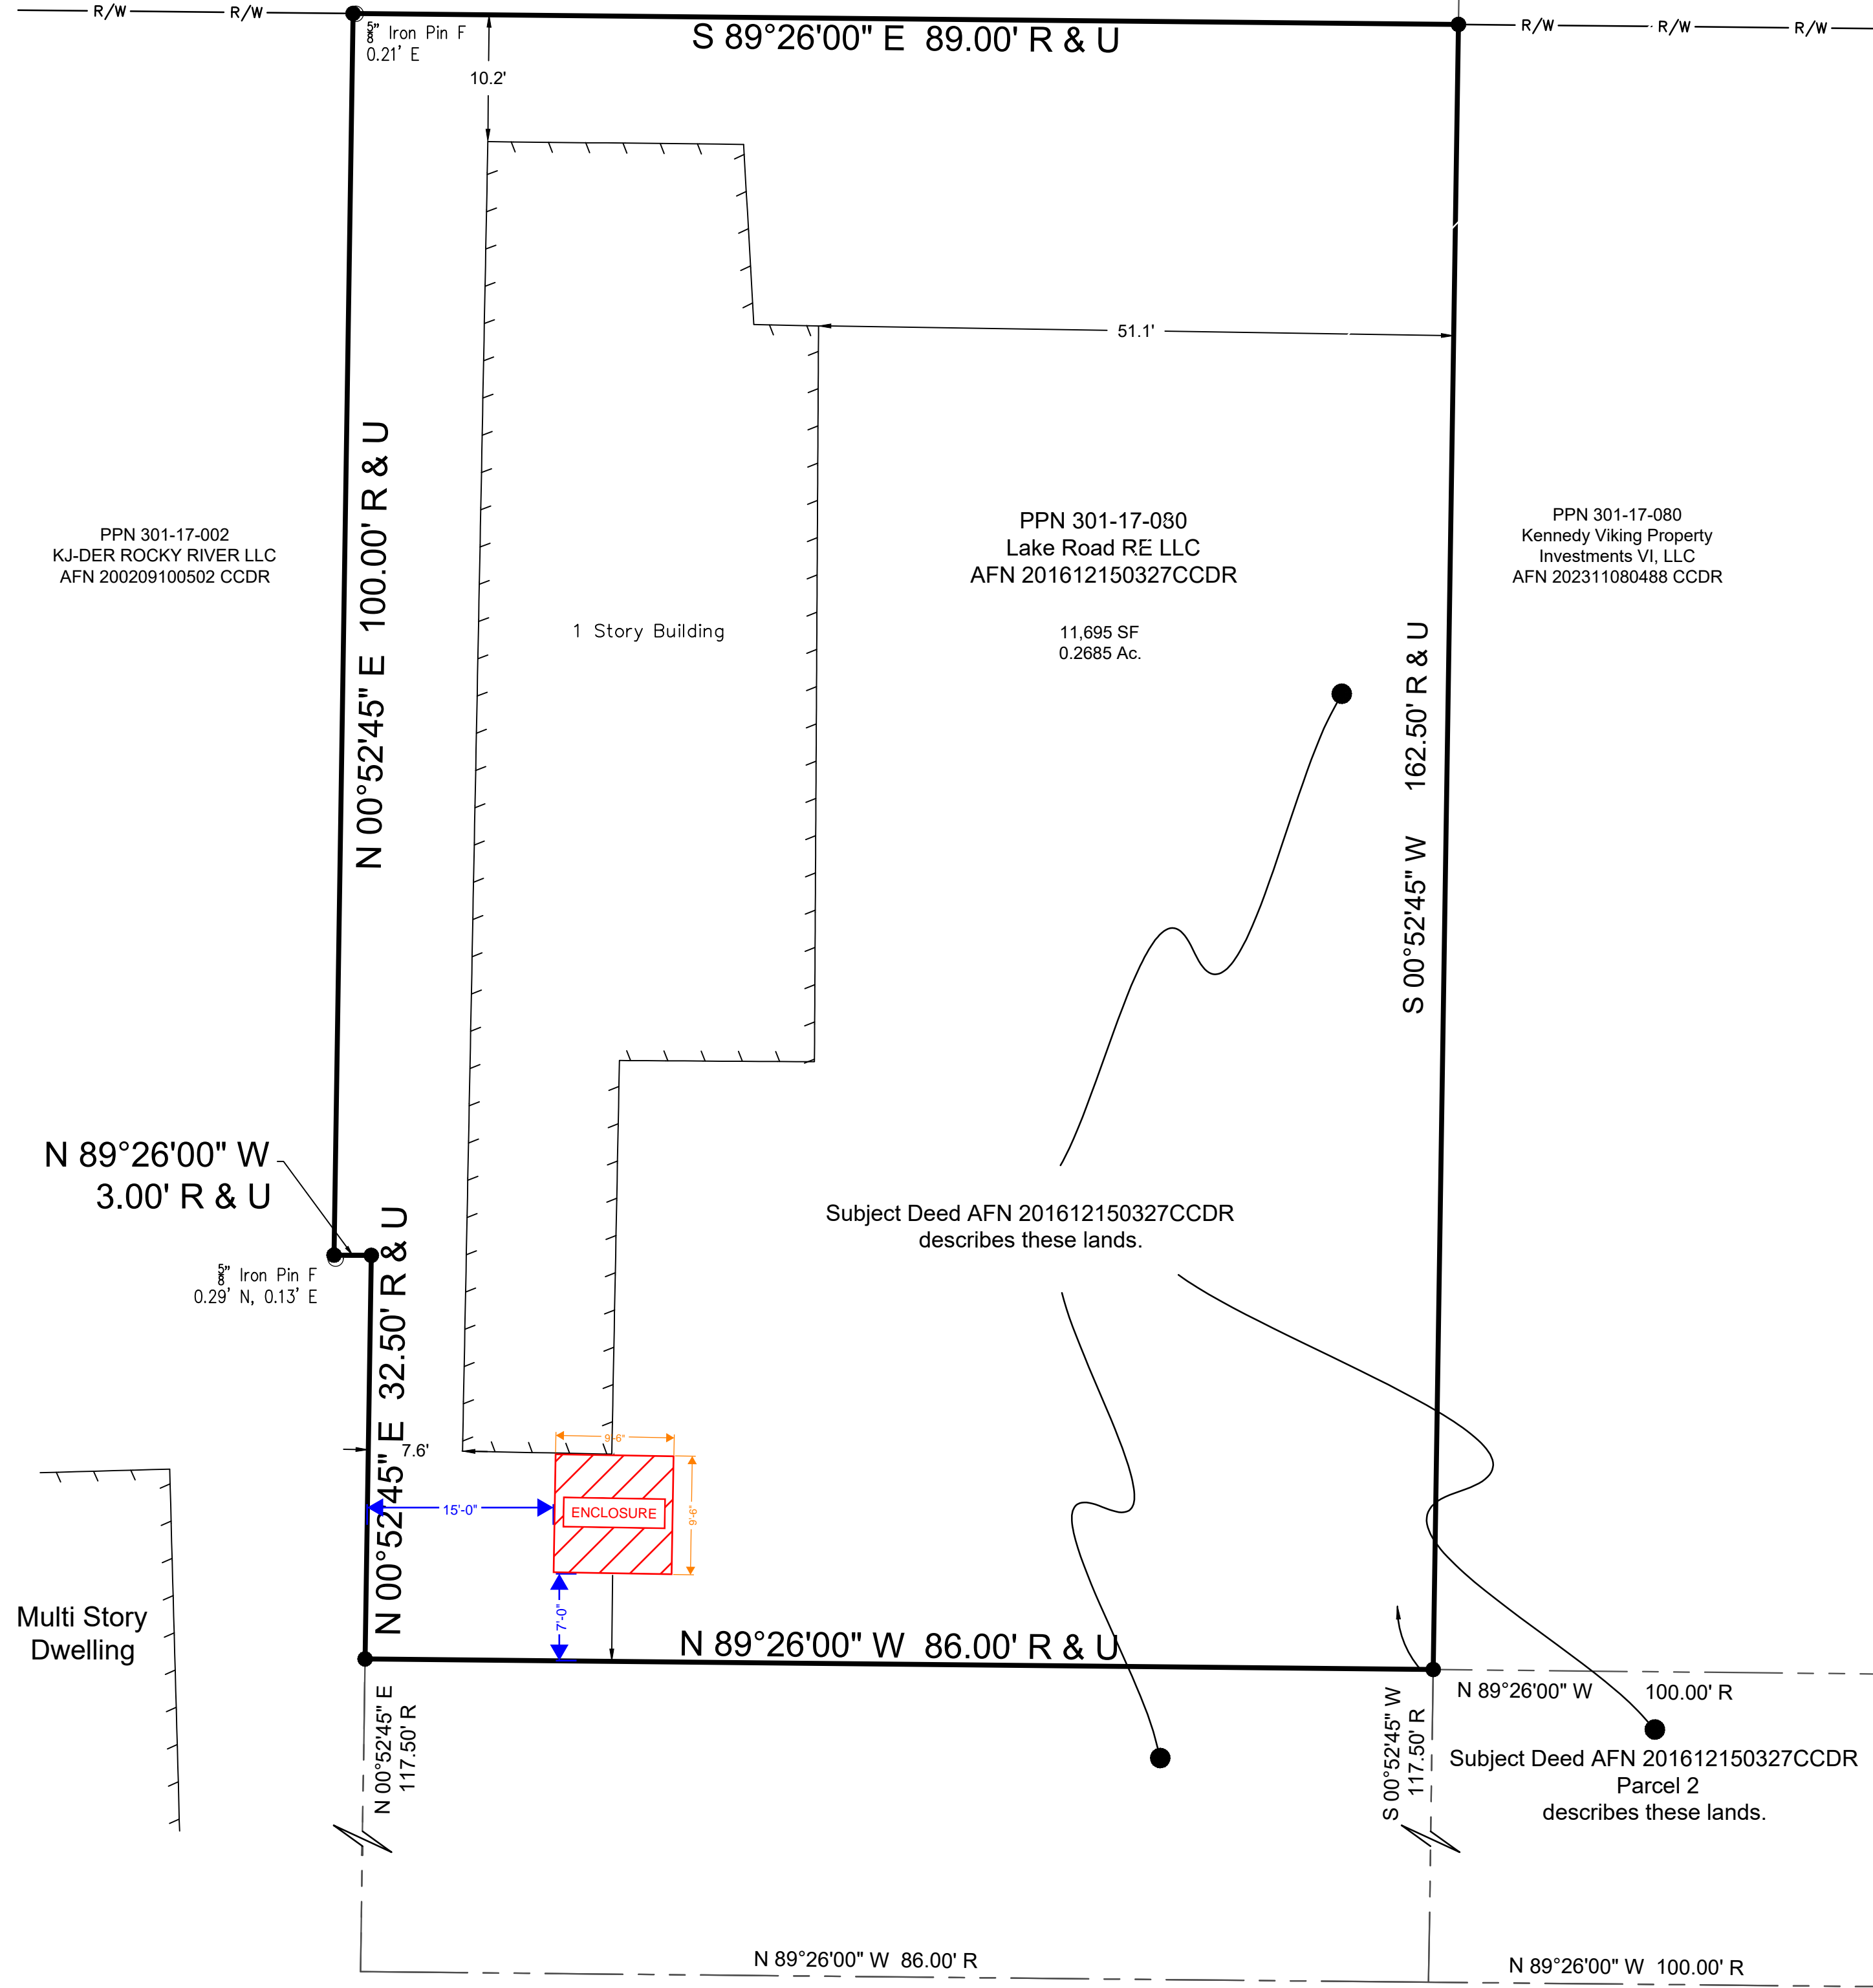 R/W R/W
R/W R/W R/W
⅝" Iron Pin F
0.21' E
S 89°26'00" E 89.00' R & U
10.2'
51.1'
N 00°52'45" E 100.00' R & U
PPN 301-17-002
KJ-DER ROCKY RIVER LLC
AFN 200209100502 CCDR
PPN 301-17-080
Lake Road RE LLC
AFN 201612150327CCDR
11,695 SF
0.2685 Ac.
PPN 301-17-080
Kennedy Viking Property
Investments VI, LLC
AFN 202311080488 CCDR
1 Story Building
S 00°52'45" W 162.50' R & U
N 89°26'00" W
3.00' R & U
⅝" Iron Pin F
0.29' N, 0.13' E
N 00°52'45" E 32.50' R & U
Subject Deed AFN 201612150327CCDR
describes these lands.
7.6'
9'-6"
9'-6"
15'-0"
ENCLOSURE
7'-0"
Multi Story
Dwelling
N 89°26'00" W 86.00' R & U
N 00°52'45" E
117.50' R
S 00°52'45" W
117.50' R
N 89°26'00" W 100.00' R
Subject Deed AFN 201612150327CCDR
Parcel 2
describes these lands.
N 89°26'00" W 86.00' R
N 89°26'00" W 100.00' R